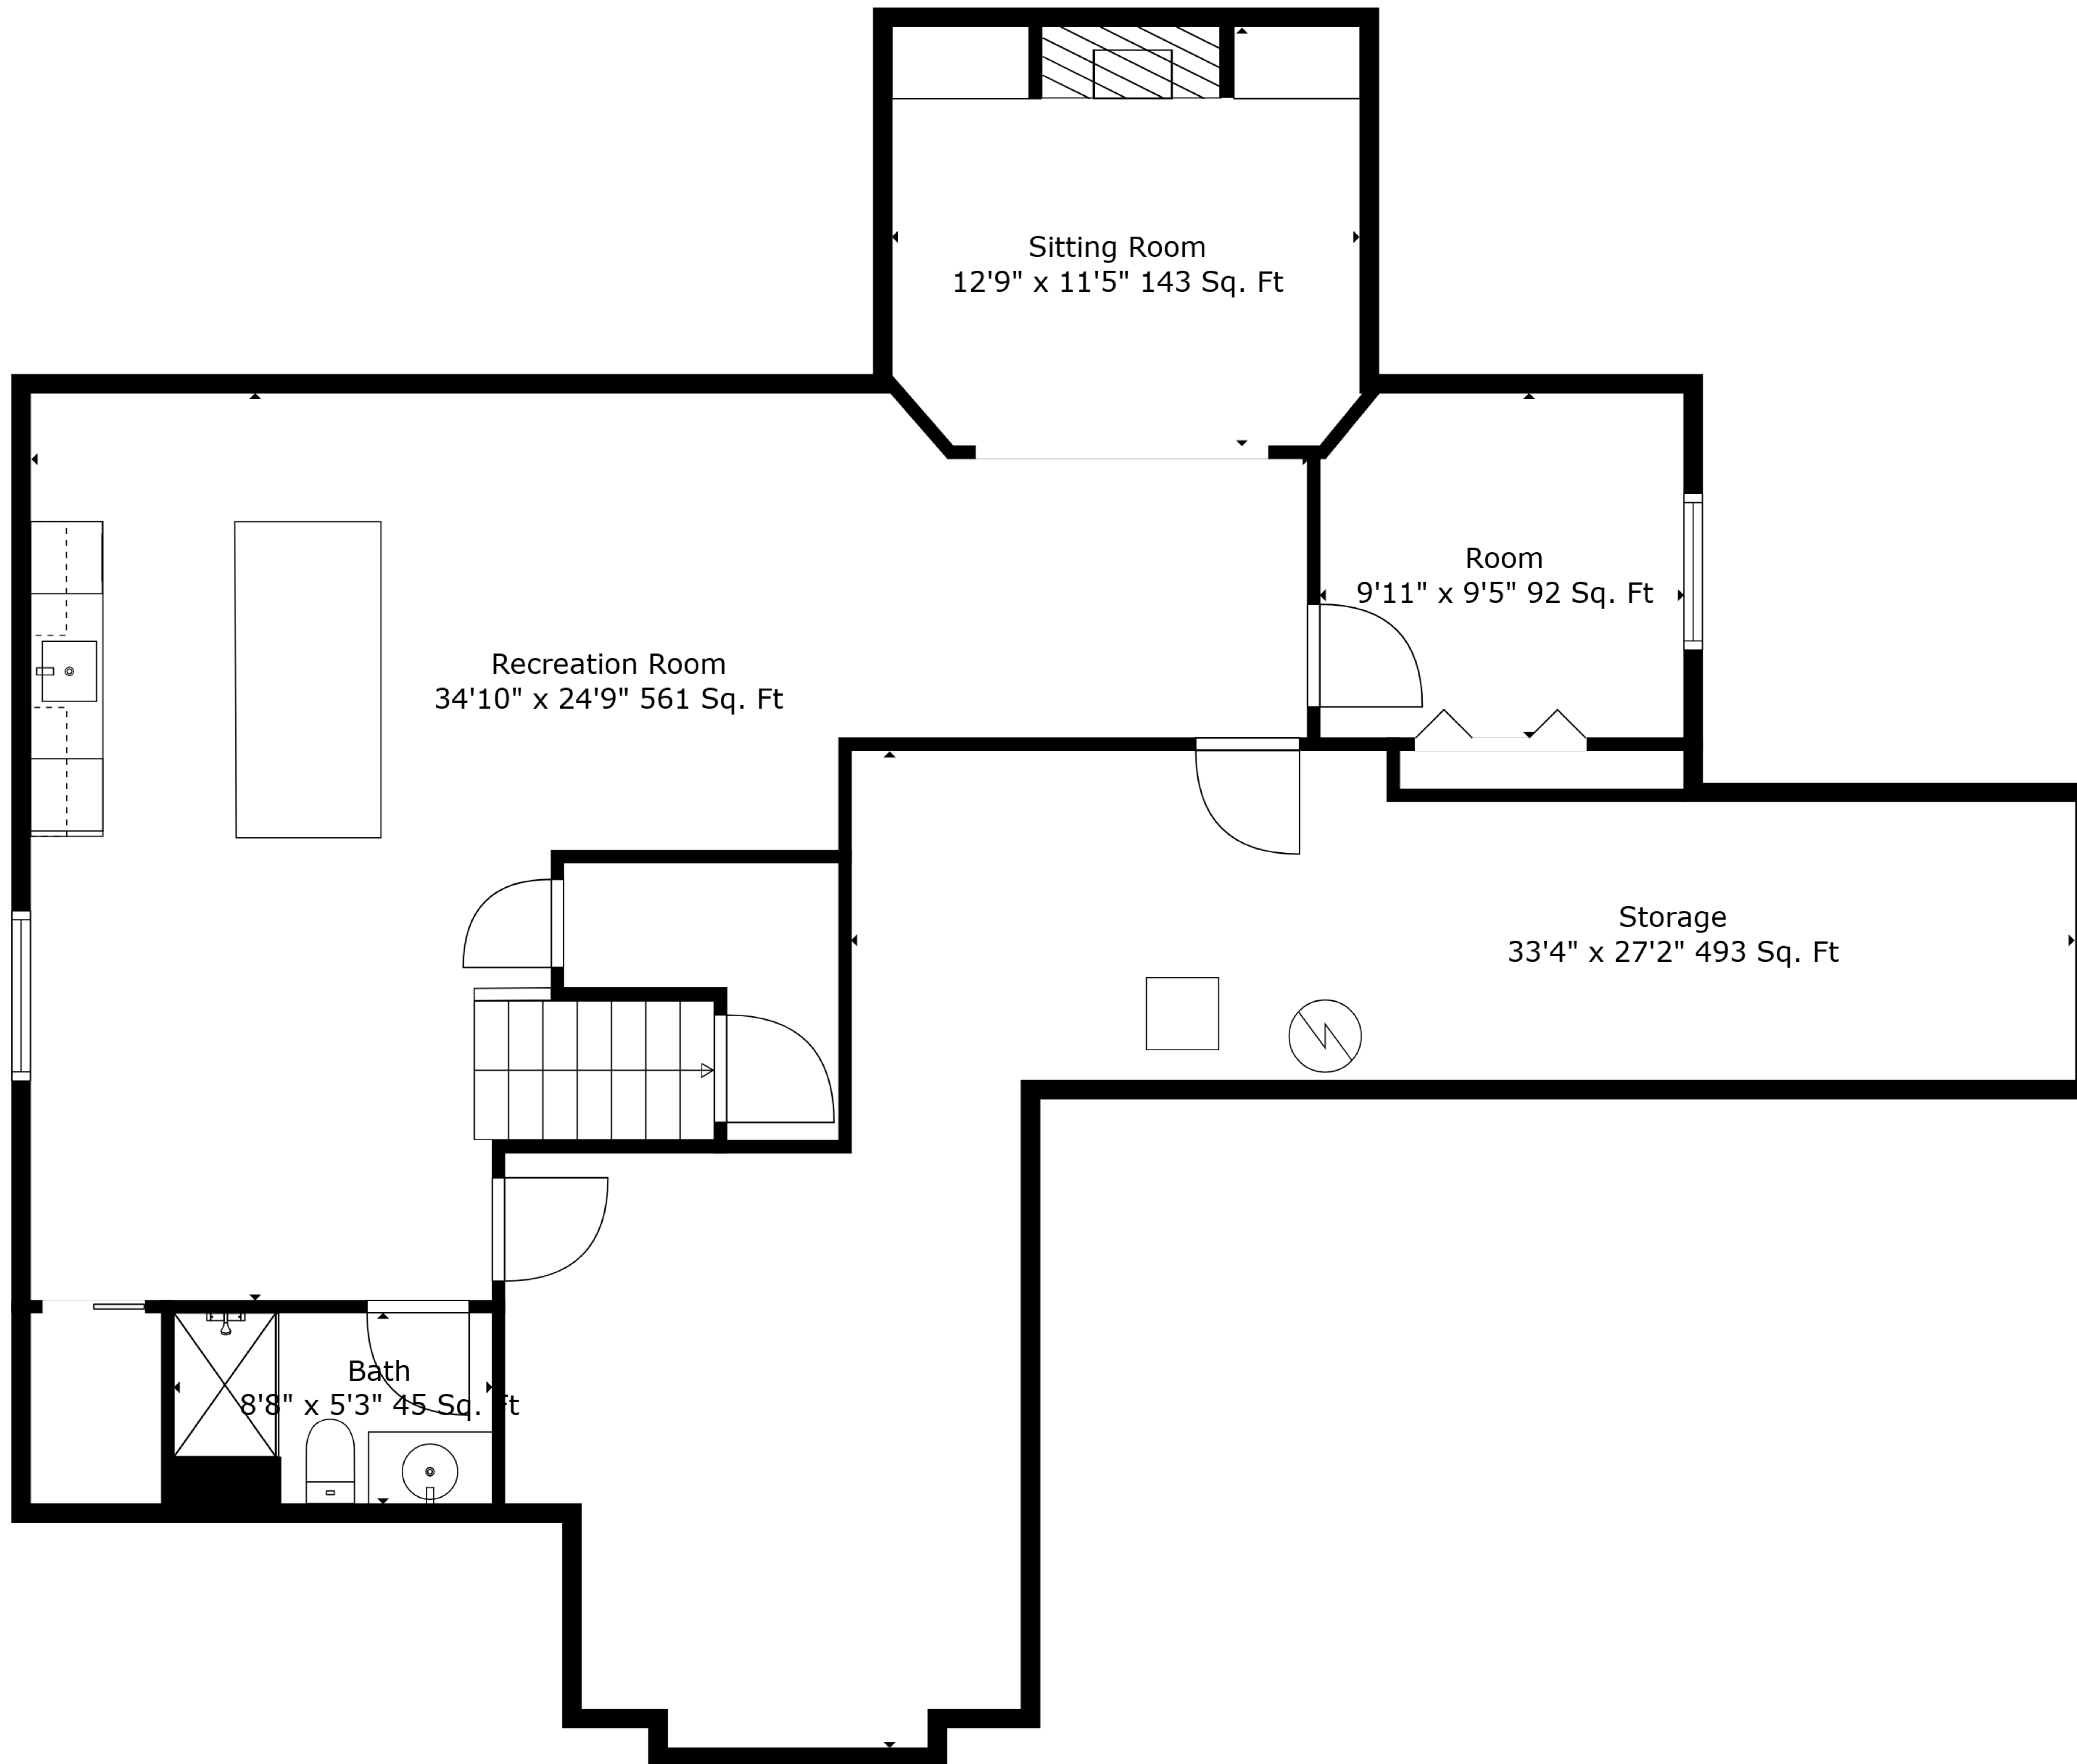 Sitting Room
12'9" x 11'5" 143 Sq. Ft
Room
9'11" x 9'5" 92 Sq. Ft
Recreation Room
34'10" x 24'9" 561 Sq. Ft
Storage
33'4" x 27'2" 493 Sq. Ft
Bath
8'8" x 5'3" 45 Sq. Ft